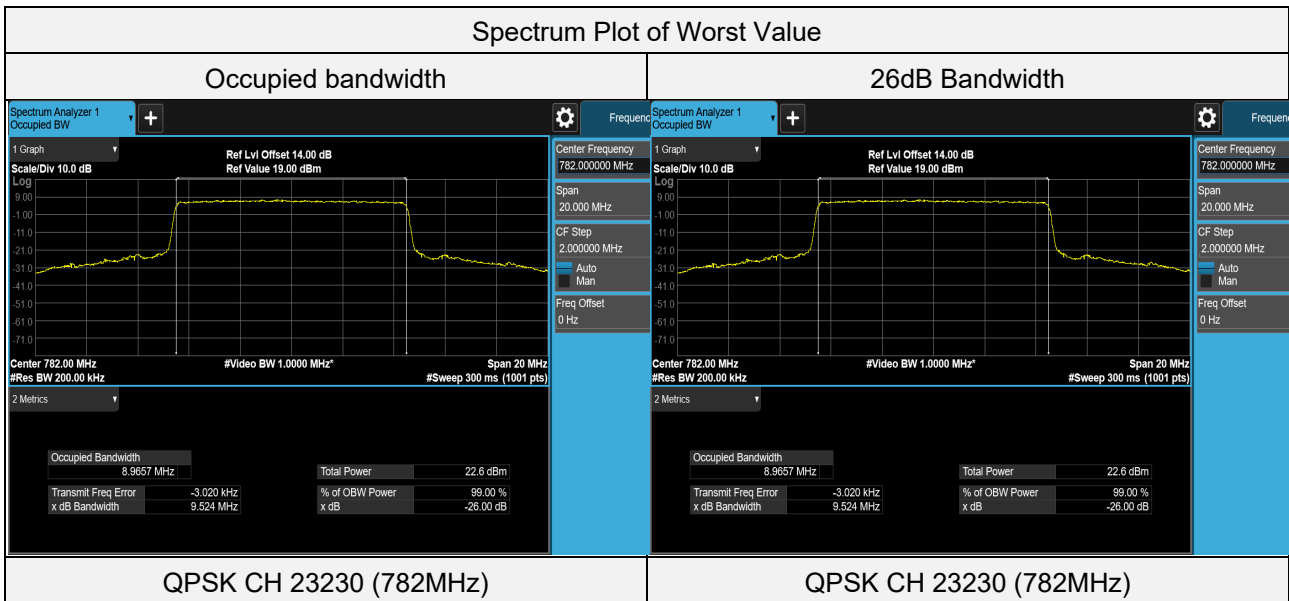 Spectrum Plot of Worst Value
Occupied bandwidth
26dB Bandwidth
Spectrum Analyzer 1
Occupied BW
+
Frequenc
1 Graph
Ref Lvl Offset 14.00 dB
Scale/Div 10.0 dB
Ref Value 19.00 dBm
Log
9.00
-1.00
-11.0
-21.0
-31.0
-41.0
-51.0
-61.0
-71.0
Center 782.00 MHz
#Video BW 1.0000 MHz*
Span 20 MHz
#Res BW 200.00 kHz
#Sweep 300 ms (1001 pts)
Center Frequency
782.000000 MHz
Span
20.000 MHz
CF Step
2.000000 MHz
Auto
Man
Freq Offset
0 Hz
2 Metrics
Occupied Bandwidth
8.9657 MHz
Total Power 22.6 dBm
Transmit Freq Error -3.020 kHz % of OBW Power 99.00 %
x dB Bandwidth 9.524 MHz x dB -26.00 dB
Spectrum Analyzer 1
Occupied BW
+
Frequen
1 Graph
Ref Lvl Offset 14.00 dB
Scale/Div 10.0 dB
Ref Value 19.00 dBm
Log
9.00
-1.00
-11.0
-21.0
-31.0
-41.0
-51.0
-61.0
-71.0
Center 782.00 MHz
#Video BW 1.0000 MHz*
Span 20 MHz
#Res BW 200.00 kHz
#Sweep 300 ms (1001 pts)
Center Frequency
782.000000 MHz
Span
20.000 MHz
CF Step
2.000000 MHz
Auto
Man
Freq Offset
0 Hz
2 Metrics
Occupied Bandwidth
8.9657 MHz
Total Power 22.6 dBm
Transmit Freq Error -3.020 kHz % of OBW Power 99.00 %
x dB Bandwidth 9.524 MHz x dB -26.00 dB
QPSK CH 23230 (782MHz)
QPSK CH 23230 (782MHz)